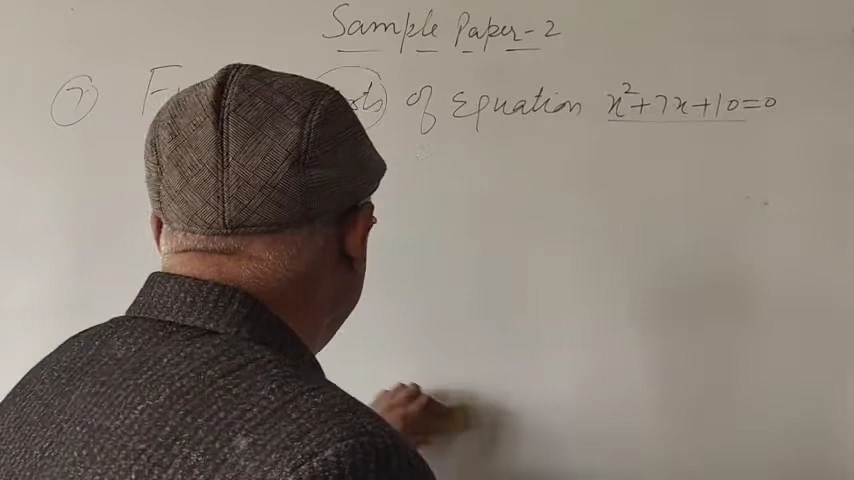 Sample Paper-2
⑦ of Equation x²+7x+10=0